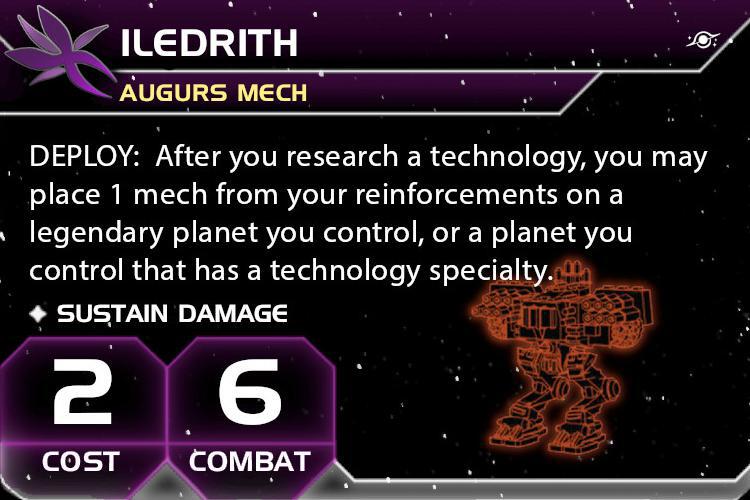 ILEDRITH
AUGURS MECH
DEPLOY: After you research a technology, you may
place 1 mech from your reinforcements on a
legendary planet you control, or a planet you
control that has a technology specialty.
SUSTAIN DAMAGE
2 6
COST COMBAT